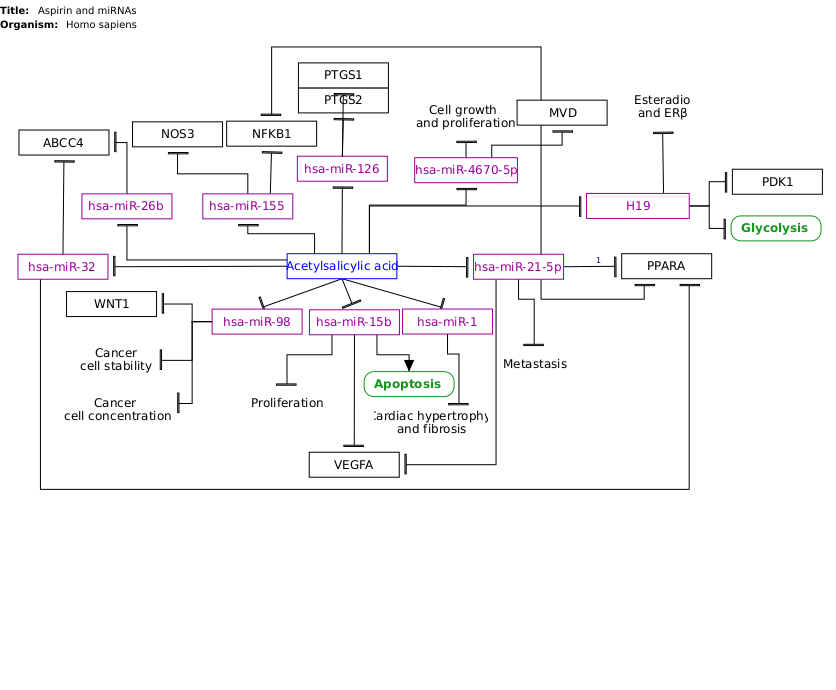 Title: Aspirin and miRNAs
Organism: Homo sapiens
PTGS1
PTGS2
Cell growth
and proliferation
MVD
Esteradio
and ERβ
ABCC4
NOS3
NFKB1
hsa-miR-126
hsa-miR-4670-5p
PDK1
hsa-miR-26b
hsa-miR-155
H19
Glycolysis
hsa-miR-32
Acetylsalicylic acid
hsa-miR-21-5p
1
PPARA
WNT1
hsa-miR-98
hsa-miR-15b
hsa-miR-1
Cancer
cell stability
Metastasis
Apoptosis
Cancer
cell concentration
Proliferation
Cardiac hypertrophy
and fibrosis
VEGFA